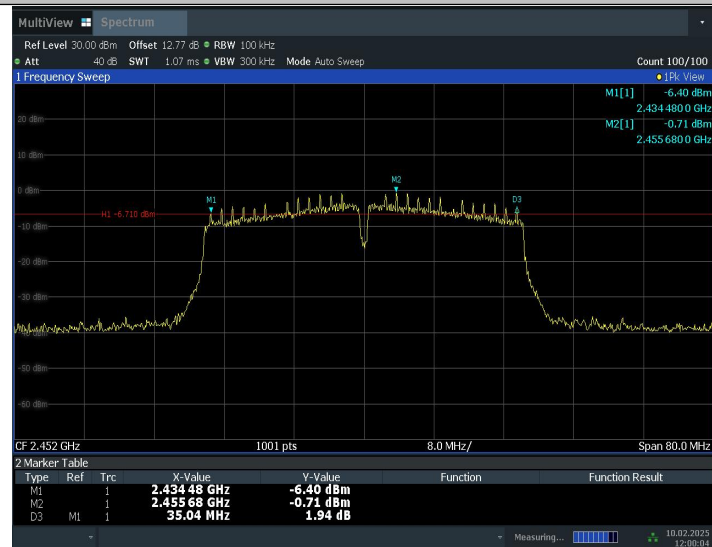 MultiView Spectrum
Ref Level 30.00 dBm Offset 12.77 dB RBW 100 kHz
Att 40 dB SWT 1.07 ms VBW 300 kHz Mode Auto Sweep Count 100/100
1 Frequency Sweep 1Pk View
M1[1] -6.40 dBm
2.434 480 0 GHz
M2[1] -0.71 dBm
2.455 680 0 GHz
20 dBm
10 dBm
M2
0 dBm
M1 D3
H1 -6.710 dBm
-10 dBm
-20 dBm
-30 dBm
-50 dBm
-60 dBm
CF 2.452 GHz 1001 pts 8.0 MHz/ Span 80.0 MHz
2 Marker Table
Type Ref Trc X-Value Y-Value Function Function Result
M1 1 2.434 48 GHz -6.40 dBm
M2 1 2.455 68 GHz -0.71 dBm
D3 M1 1 35.04 MHz 1.94 dB
Measuring... 10.02.2025
12:00:04